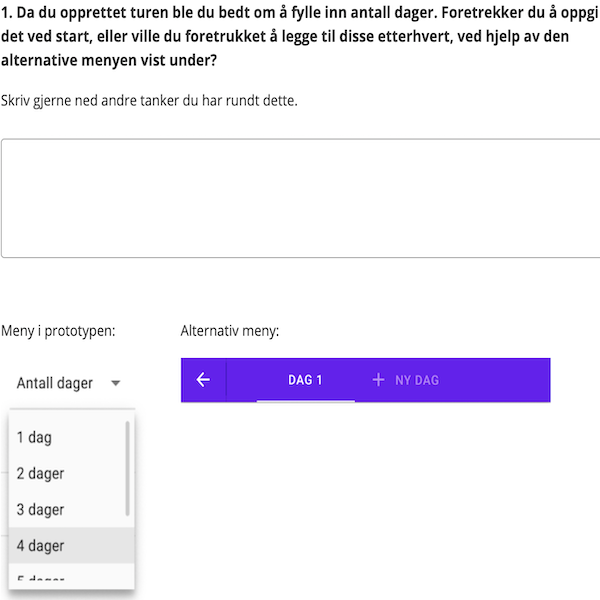 1. Da du opprettet turen ble du bedt om å fylle inn antall dager. Foretrekker du å oppgi
det ved start, eller ville du foretrukket å legge til disse etterhvert, ved hjelp av den
alternative menyen vist under?
Skriv gjerne ned andre tanker du har rundt dette.
Meny i prototypen:
Alternativ meny:
Antall dager
DAG 1
+ NY DAG
1 dag
2 dager
3 dager
4 dager
5 dager